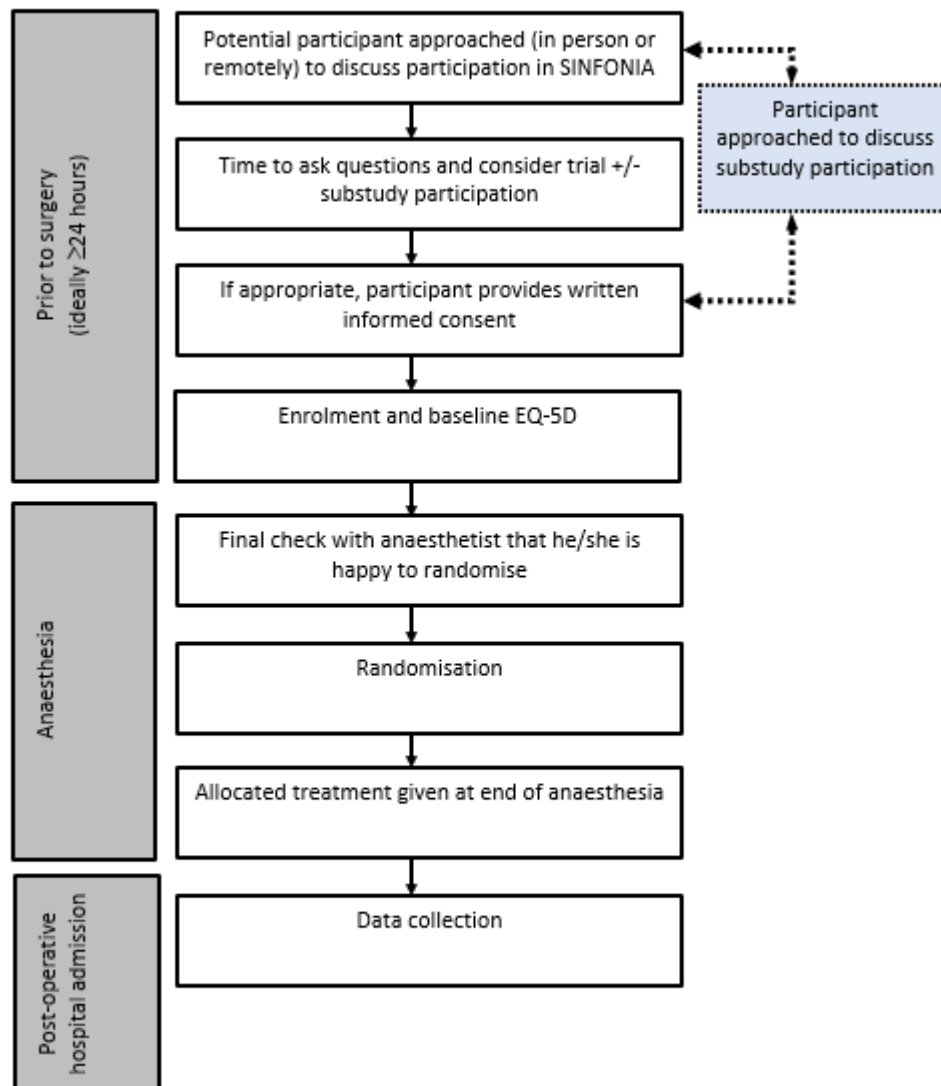 Prior to surgery
(ideally ≥24 hours)
Potential participant approached (in person or
remotely) to discuss participation in SINFONIA
Participant
approached to discuss
substudy participation
Time to ask questions and consider trial +/-
substudy participation
If appropriate, participant provides written
informed consent
Enrolment and baseline EQ-5D
Anaesthesia
Final check with anaesthetist that he/she is
happy to randomise
Randomisation
Allocated treatment given at end of anaesthesia
Post-operative
hospital admission
Data collection